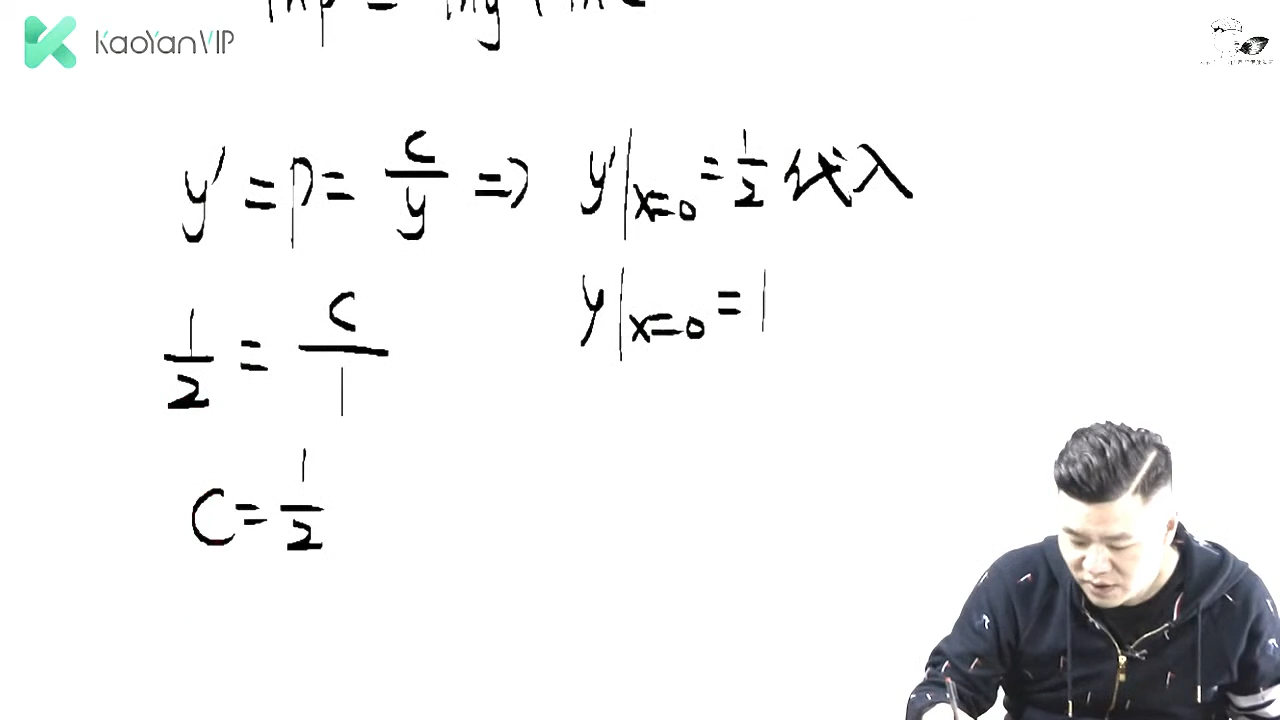 KaoYanVIP
y' = p = c/y => y'|x=0 = 1/2 代入
y|x=0 = 1
1/2 = c/1
C = 1/2